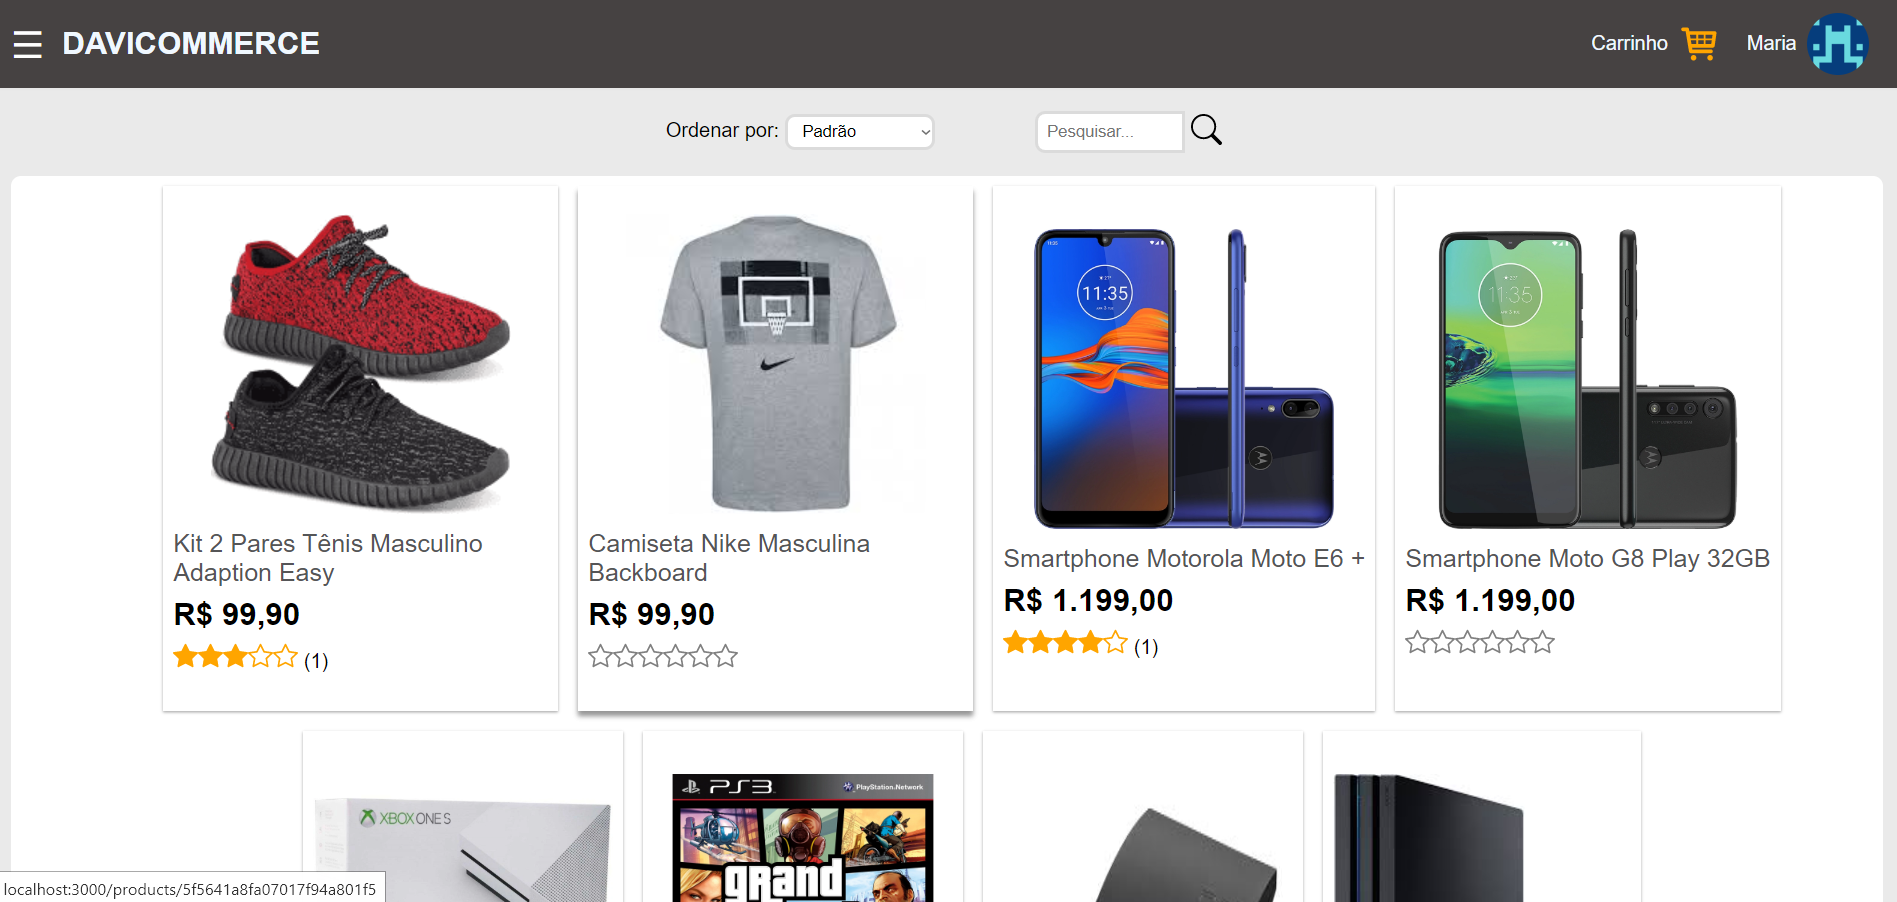 DAVICOMMERCE
Carrinho
Maria
Ordenar por:
Padrão
Pesquisar...
11:35
11:35
11:35
Kit 2 Pares Tênis Masculino
Adaption Easy
R$ 99,90
(1)
Camiseta Nike Masculina
Backboard
R$ 99,90
Smartphone Motorola Moto E6 +
R$ 1.199,00
(1)
Smartphone Moto G8 Play 32GB
R$ 1.199,00
XBOX ONE S
PS3
PlayStation Network
grand
localhost:3000/products/5f5641a8fa07017f94a801f5